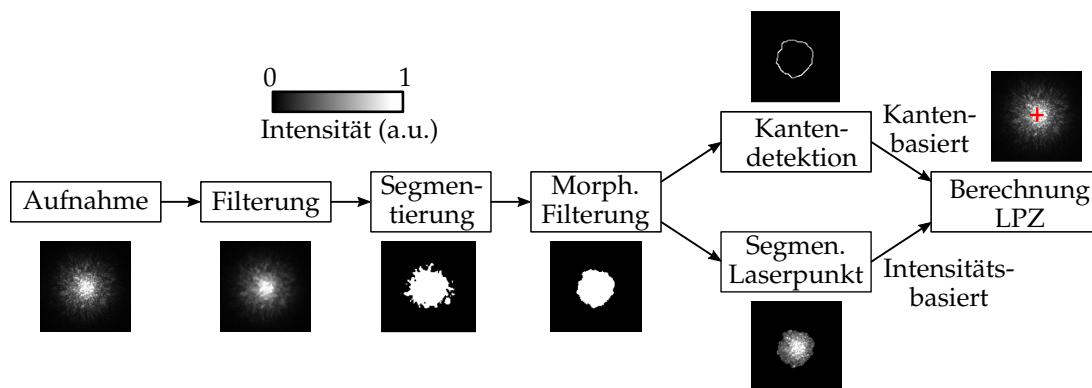 0 1
Intensität (a.u.)
Aufnahme
Filterung
Segmen-
tierung
Morph.
Filterung
Kanten-
detektion
Kanten-
basiert
Segmen.
Laserpunkt
Intensitäts-
basiert
Berechnung
LPZ